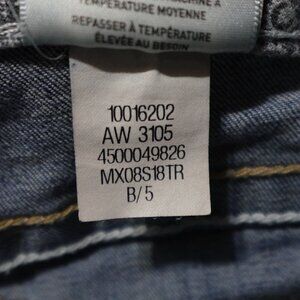 TEMPÉRATURE MOYENNE
REPASSER À TEMPÉRATURE
ÉLEVÉE AU BESOIN
10016202
AW 3105
4500049826
MX08S18TR
B/5